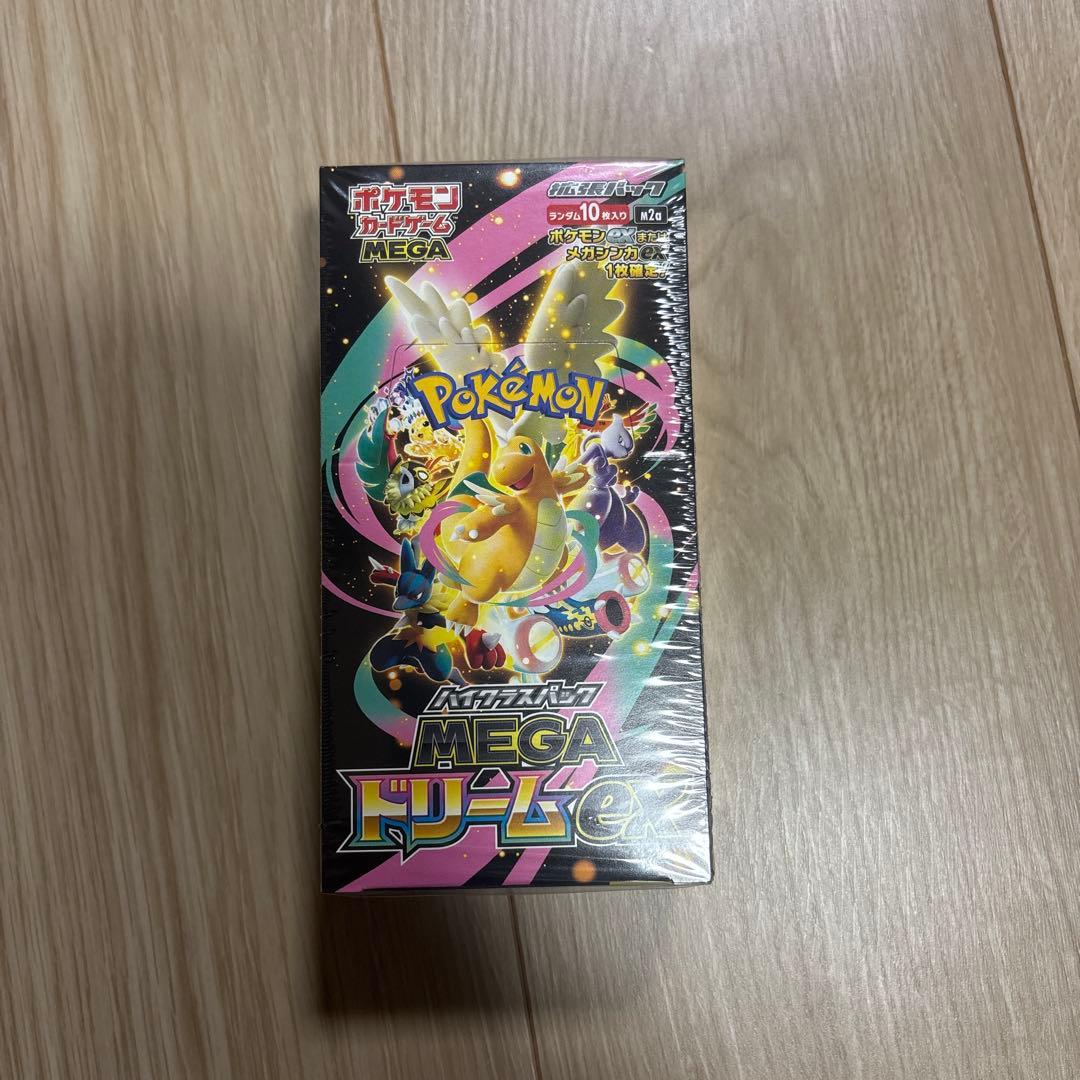 ポケモン
カードゲーム
MEGA
拡張パック
ランダム10枚入り M2a
ポケモンexまたは
メガシンカex
1枚確定。
POKéMON
ハイクラスパック
MEGA
ドリームex